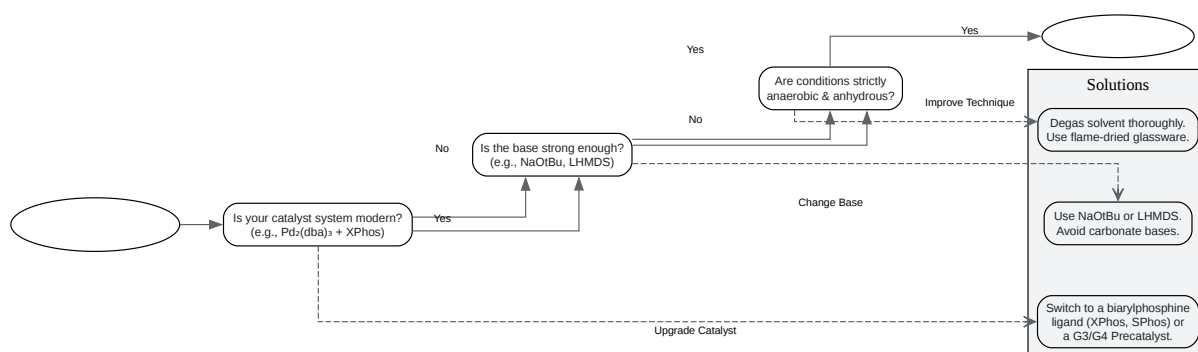 Yes
Yes
Are conditions strictly
anaerobic & anhydrous?
Solutions
Improve Technique
Degas solvent thoroughly.
Use flame-dried glassware.
No
Is the base strong enough?
(e.g., NaOtBu, LHMDS)
No
Change Base
Use NaOtBu or LHMDS.
Avoid carbonate bases.
Is your catalyst system modern?
(e.g., Pd₂(dba)₃ + XPhos)
Yes
Upgrade Catalyst
Switch to a biarylphosphine
ligand (XPhos, SPhos) or
a G3/G4 Precatalyst.